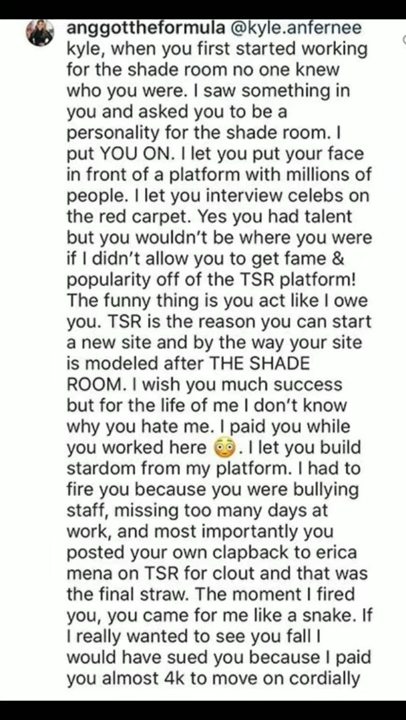 anggottheformula @kyle.anfernee
kyle, when you first started working
for the shade room no one knew
who you were. I saw something in
you and asked you to be a
personality for the shade room. I
put YOU ON. I let you put your face
in front of a platform with millions of
people. I let you interview celebs on
the red carpet. Yes you had talent
but you wouldn't be where you were
if I didn't allow you to get fame &
popularity off of the TSR platform!
The funny thing is you act like I owe
you. TSR is the reason you can start
a new site and by the way your site
is modeled after THE SHADE
ROOM. I wish you much success
but for the life of me I don't know
why you hate me. I paid you while
you worked here 😳. I let you build
stardom from my platform. I had to
fire you because you were bullying
staff, missing too many days at
work, and most importantly you
posted your own clapback to erica
mena on TSR for clout and that was
the final straw. The moment I fired
you, you came for me like a snake. If
I really wanted to see you fall I
would have sued you because I paid
you almost 4k to move on cordially